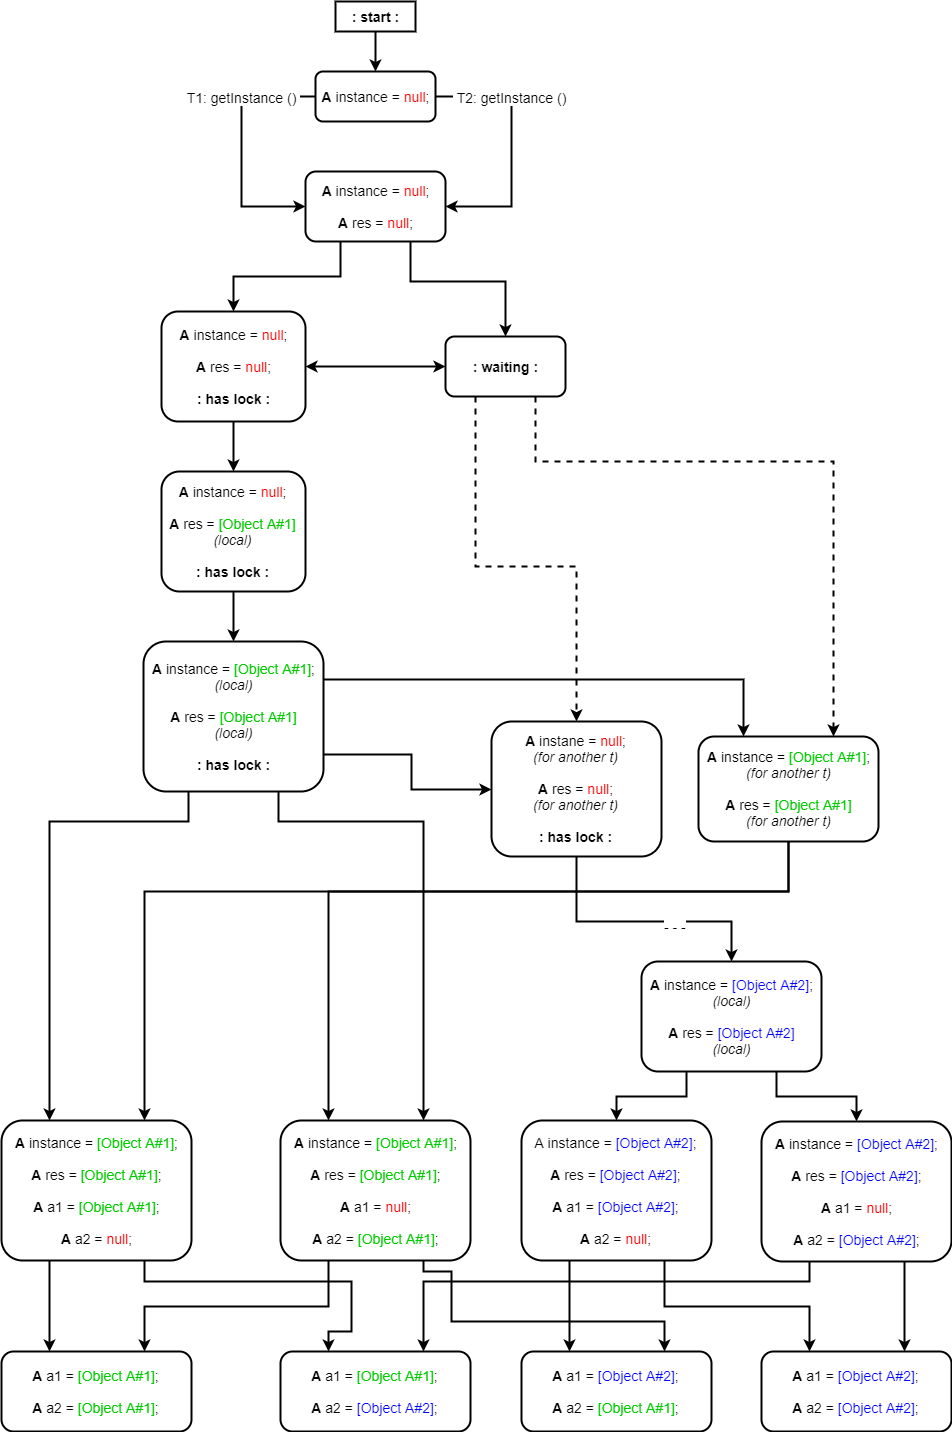 : start :
T1: getInstance ()
A instance = null;
T2: getInstance ()
A instance = null;
A res = null;
A instance = null;
A res = null;
: has lock :
: waiting :
A instance = null;
A res = [Object A#1]
(local)
: has lock :
A instance = [Object A#1];
(local)
A res = [Object A#1]
(local)
: has lock :
A instane = null;
(for another t)
A res = null;
(for another t)
: has lock :
A instance = [Object A#1];
(for another t)
A res = [Object A#1]
(for another t)
- - -
A instance = [Object A#2];
(local)
A res = [Object A#2]
(local)
A instance = [Object A#1];
A res = [Object A#1];
A a1 = [Object A#1];
A a2 = null;
A instance = [Object A#1];
A res = [Object A#1];
A a1 = null;
A a2 = [Object A#1];
A instance = [Object A#2];
A res = [Object A#2];
A a1 = [Object A#2];
A a2 = null;
A instance = [Object A#2];
A res = [Object A#2];
A a1 = null;
A a2 = [Object A#2];
A a1 = [Object A#1];
A a2 = [Object A#1];
A a1 = [Object A#1];
A a2 = [Object A#2];
A a1 = [Object A#2];
A a2 = [Object A#1];
A a1 = [Object A#2];
A a2 = [Object A#2];